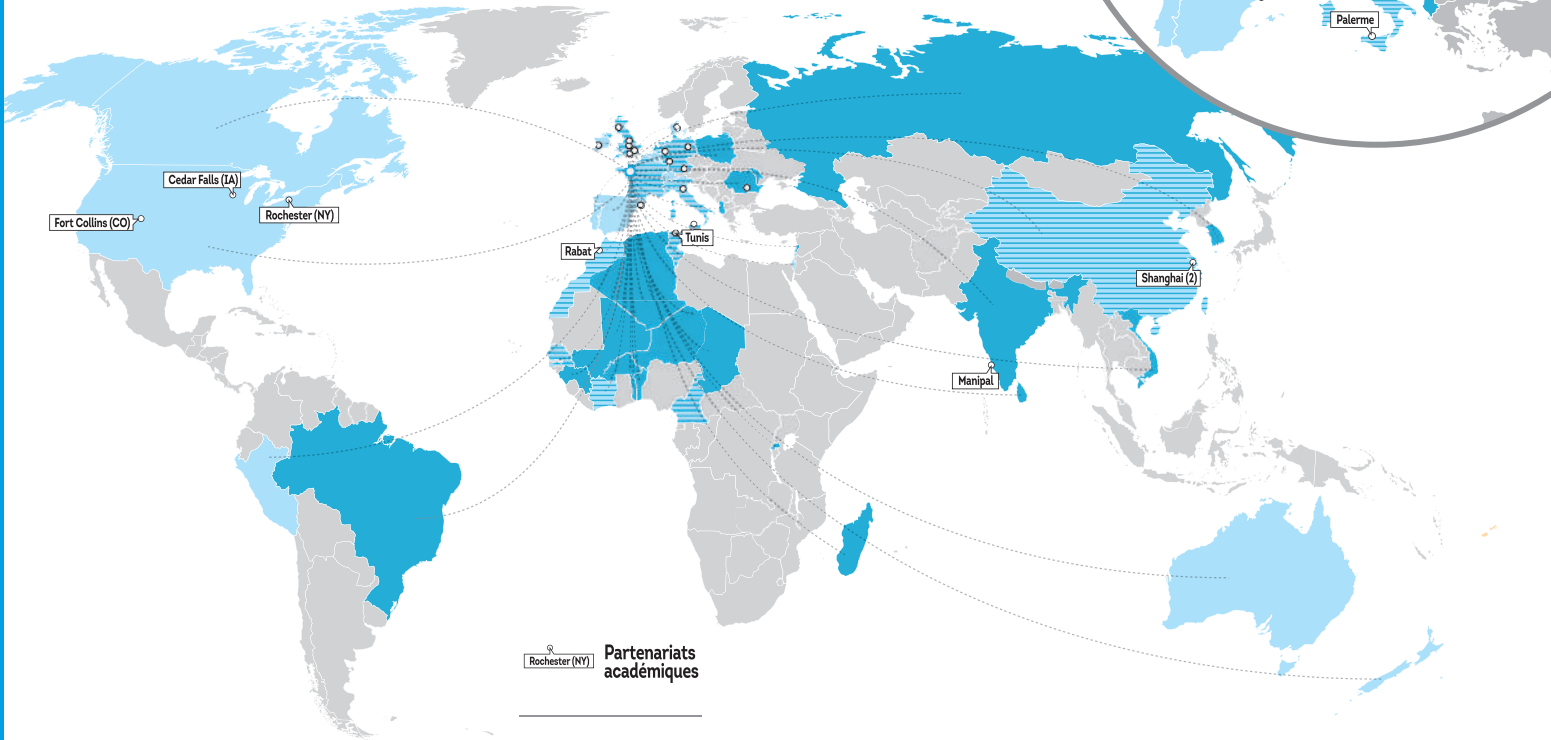 Palerme
Cedar Falls (IA)
Rochester (NY)
Fort Collins (CO)
Tunis
Rabat
Shanghai (2)
Manipal
Rochester (NY)
Partenariats
académiques